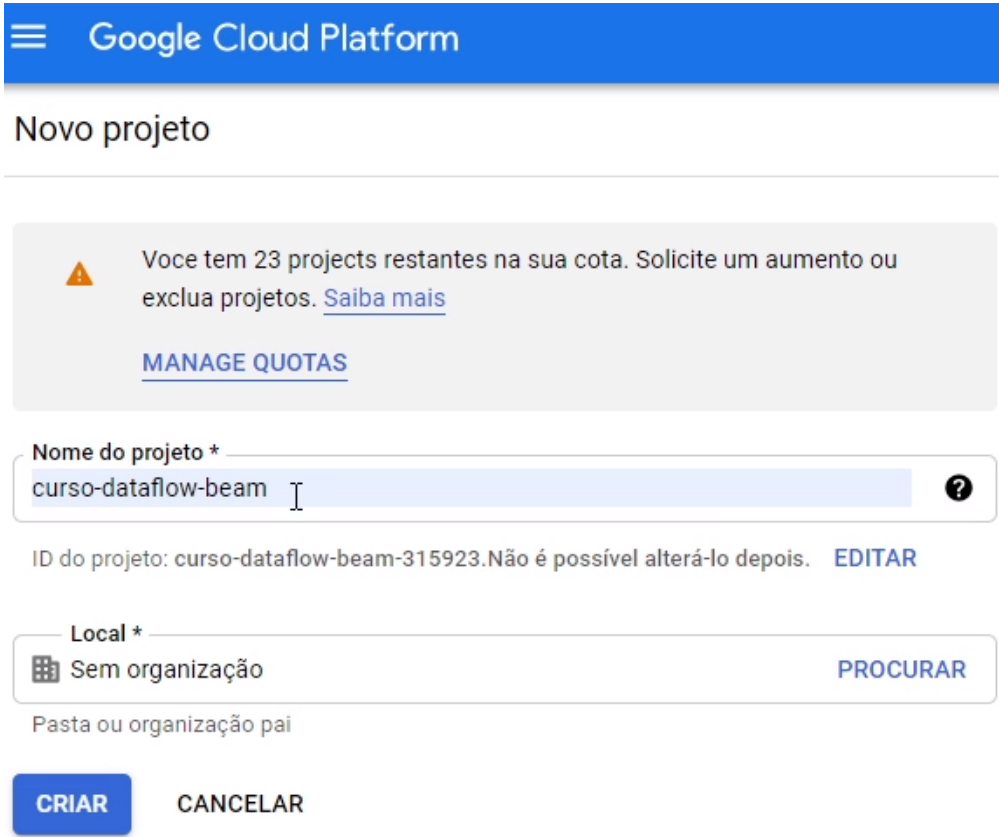 Google Cloud Platform
Novo projeto
Voce tem 23 projects restantes na sua cota. Solicite um aumento ou
exclua projetos. Saiba mais
MANAGE QUOTAS
Nome do projeto *
curso-dataflow-beam
ID do projeto: curso-dataflow-beam-315923.Não é possível alterá-lo depois. EDITAR
Local *
Sem organização PROCURAR
Pasta ou organização pai
CRIAR CANCELAR